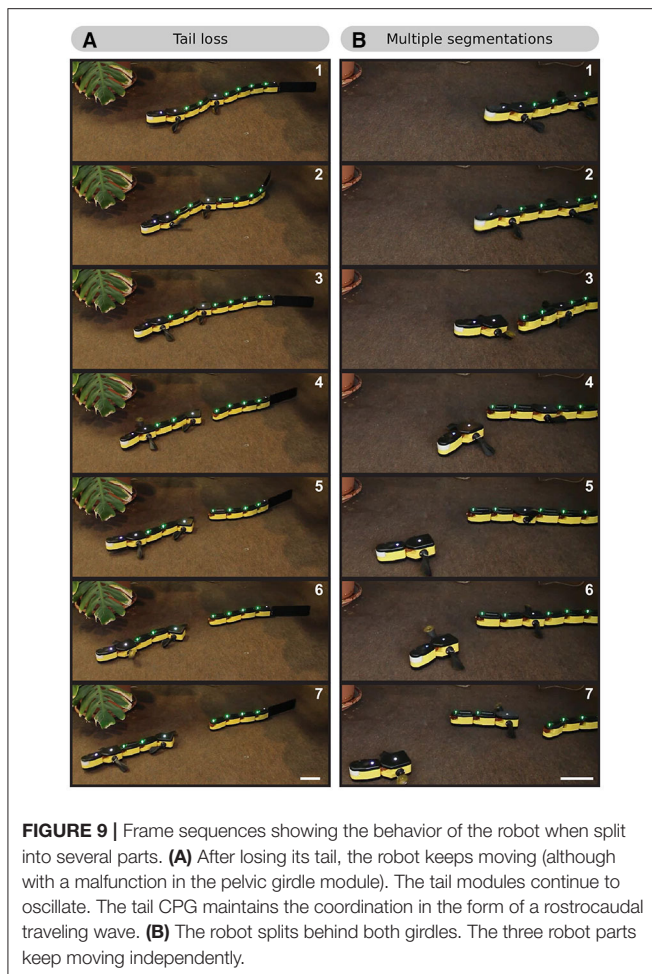 A Tail loss
B Multiple segmentations
1
2
3
4
5
6
7
1
2
3
4
5
6
7
FIGURE 9 | Frame sequences showing the behavior of the robot when split
into several parts. (A) After losing its tail, the robot keeps moving (although
with a malfunction in the pelvic girdle module). The tail modules continue to
oscillate. The tail CPG maintains the coordination in the form of a rostrocaudal
traveling wave. (B) The robot splits behind both girdles. The three robot parts
keep moving independently.